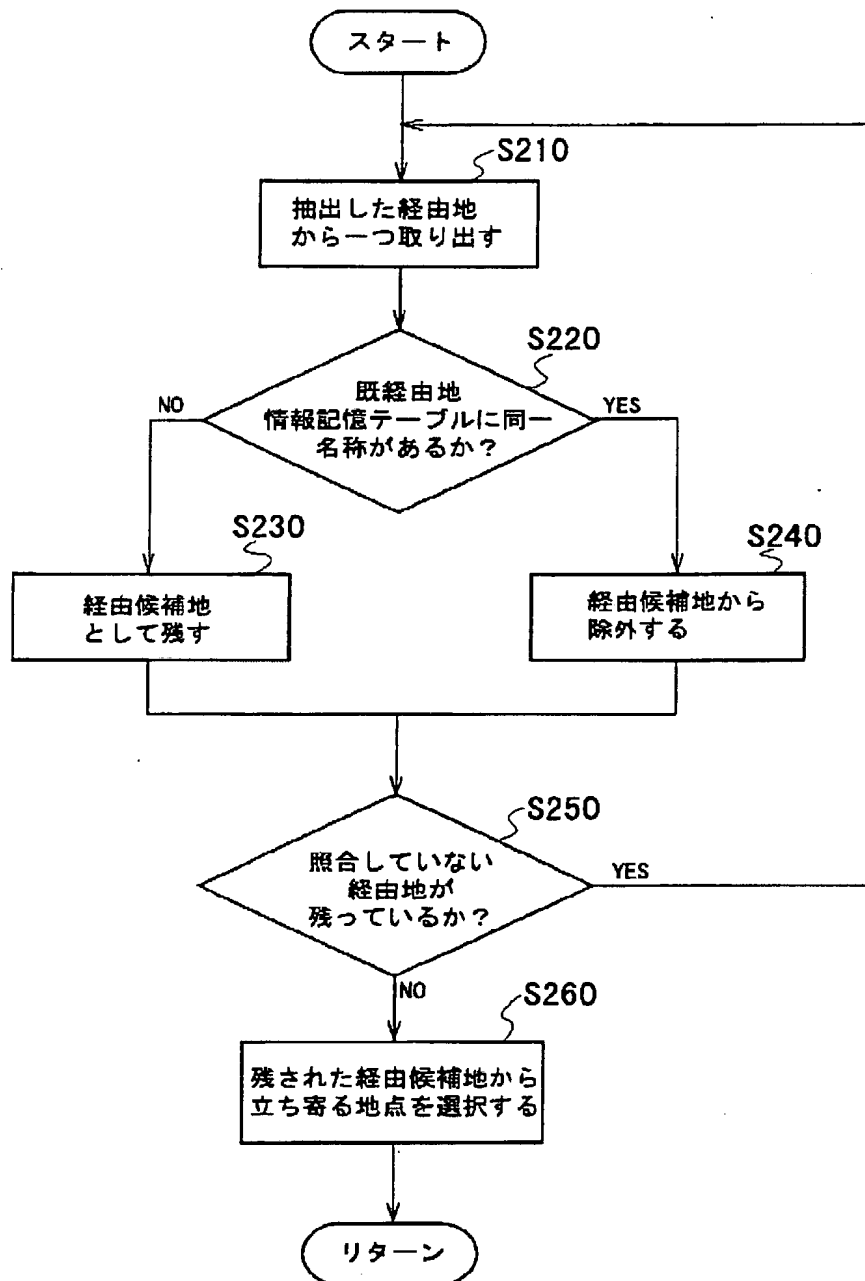 スタート
S210
抽出した経由地
から一つ取り出す
S220
既経由地
情報記憶テーブルに同一
名称があるか？
NO
YES
S230
経由候補地
として残す
S240
経由候補地から
除外する
S250
照合していない
経由地が
残っているか？
YES
NO
S260
残された経由候補地から
立ち寄る地点を選択する
リターン